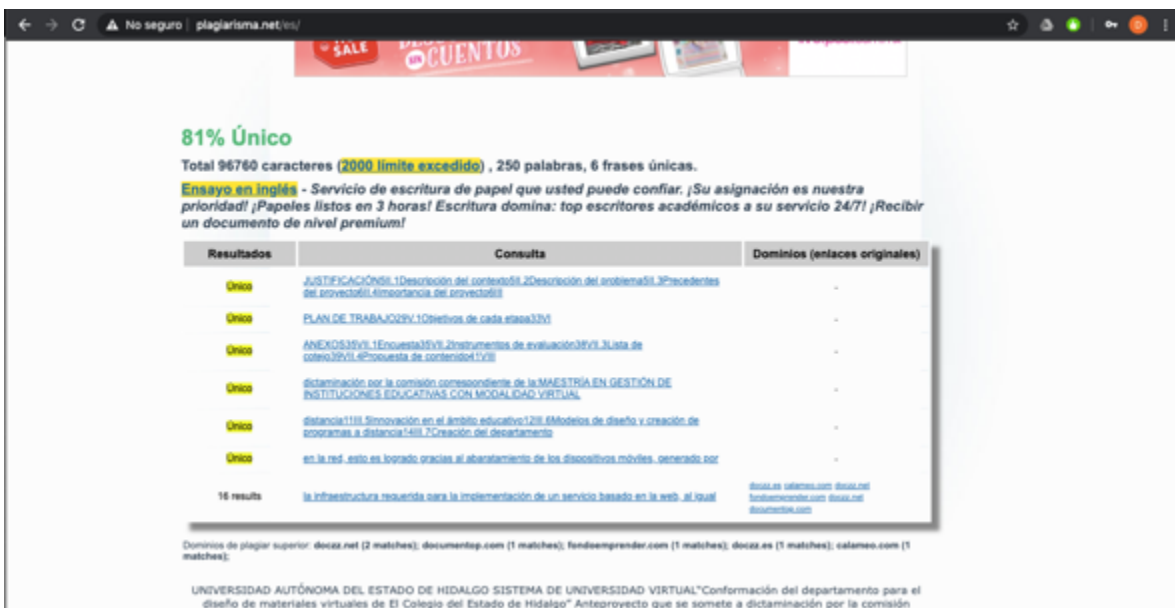 No seguro | plagiarisma.net/es/
SALE
CUENTOS
81% Único
Total 96760 caracteres (2000 límite excedido) , 250 palabras, 6 frases únicas.
Ensayo en inglés - Servicio de escritura de papel que usted puede confiar. ¡Su asignación es nuestra
prioridad! ¡Papeles listos en 3 horas! Escritura domina: top escritores académicos a su servicio 24/7! ¡Recibir
un documento de nivel premium!
Resultados Consulta Dominios (enlaces originales)
Único JUSTIFICACIÓN5II.1Descripción del contexto5II.2Descripción del problema5II.3Precedentes -
del proyecto6II.4Importancia del proyecto6III
Único PLAN DE TRABAJO29V.1Objetivos de cada etapa33VI -
Único ANEXOS35VII.1Encuesta35VII.2Instrumentos de evaluación38VII.3Lista de -
cotejo39VII.4Propuesta de contenido41VIII
Único dictaminación por la comisión correspondiente de la:MAESTRÍA EN GESTIÓN DE -
INSTITUCIONES EDUCATIVAS CON MODALIDAD VIRTUAL
Único distancia11III.5Innovación en el ámbito educativo12III.6Modelos de diseño y creación de -
programas a distancia14III.7Creación del departamento
Único en la red, esto es logrado gracias al abaratamiento de los dispositivos móviles, generado por -
16 results la infraestructura requerida para la implementación de un servicio basado en la web, al igual doczz.es calameo.com doczz.net
fondoemprender.com doczz.net
documentop.com
Dominios de plagiar superior: doczz.net (2 matches); documentop.com (1 matches); fondoemprender.com (1 matches); doczz.es (1 matches); calameo.com (1
matches);
UNIVERSIDAD AUTÓNOMA DEL ESTADO DE HIDALGO SISTEMA DE UNIVERSIDAD VIRTUAL"Conformación del departamento para el
diseño de materiales virtuales de El Colegio del Estado de Hidalgo" Anteproyecto que se somete a dictaminación por la comisión